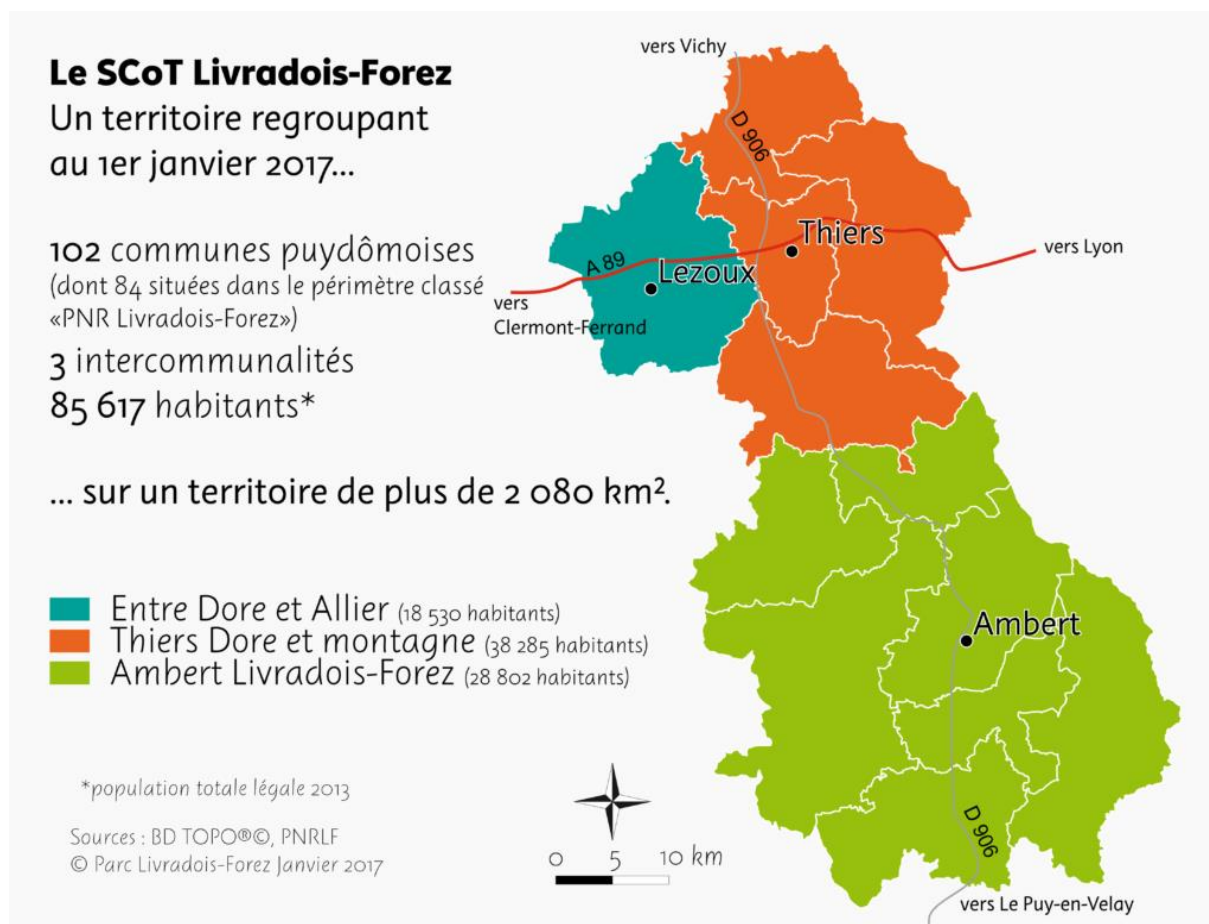 Le SCoT Livradois-Forez
Un territoire regroupant
au 1er janvier 2017...
102 communes puydômoises
(dont 84 situées dans le périmètre classé
«PNR Livradois-Forez»)
3 intercommunalités
85 617 habitants*
... sur un territoire de plus de 2 080 km².
Entre Dore et Allier (18 530 habitants)
Thiers Dore et montagne (38 285 habitants)
Ambert Livradois-Forez (28 802 habitants)
*population totale légale 2013
Sources : BD TOPO®©, PNRLF
© Parc Livradois-Forez Janvier 2017
0 5 10 km
vers Vichy
D 906
Thiers
vers Lyon
A 89
Lezoux
vers
Clermont-Ferrand
Ambert
D 906
vers Le Puy-en-Velay